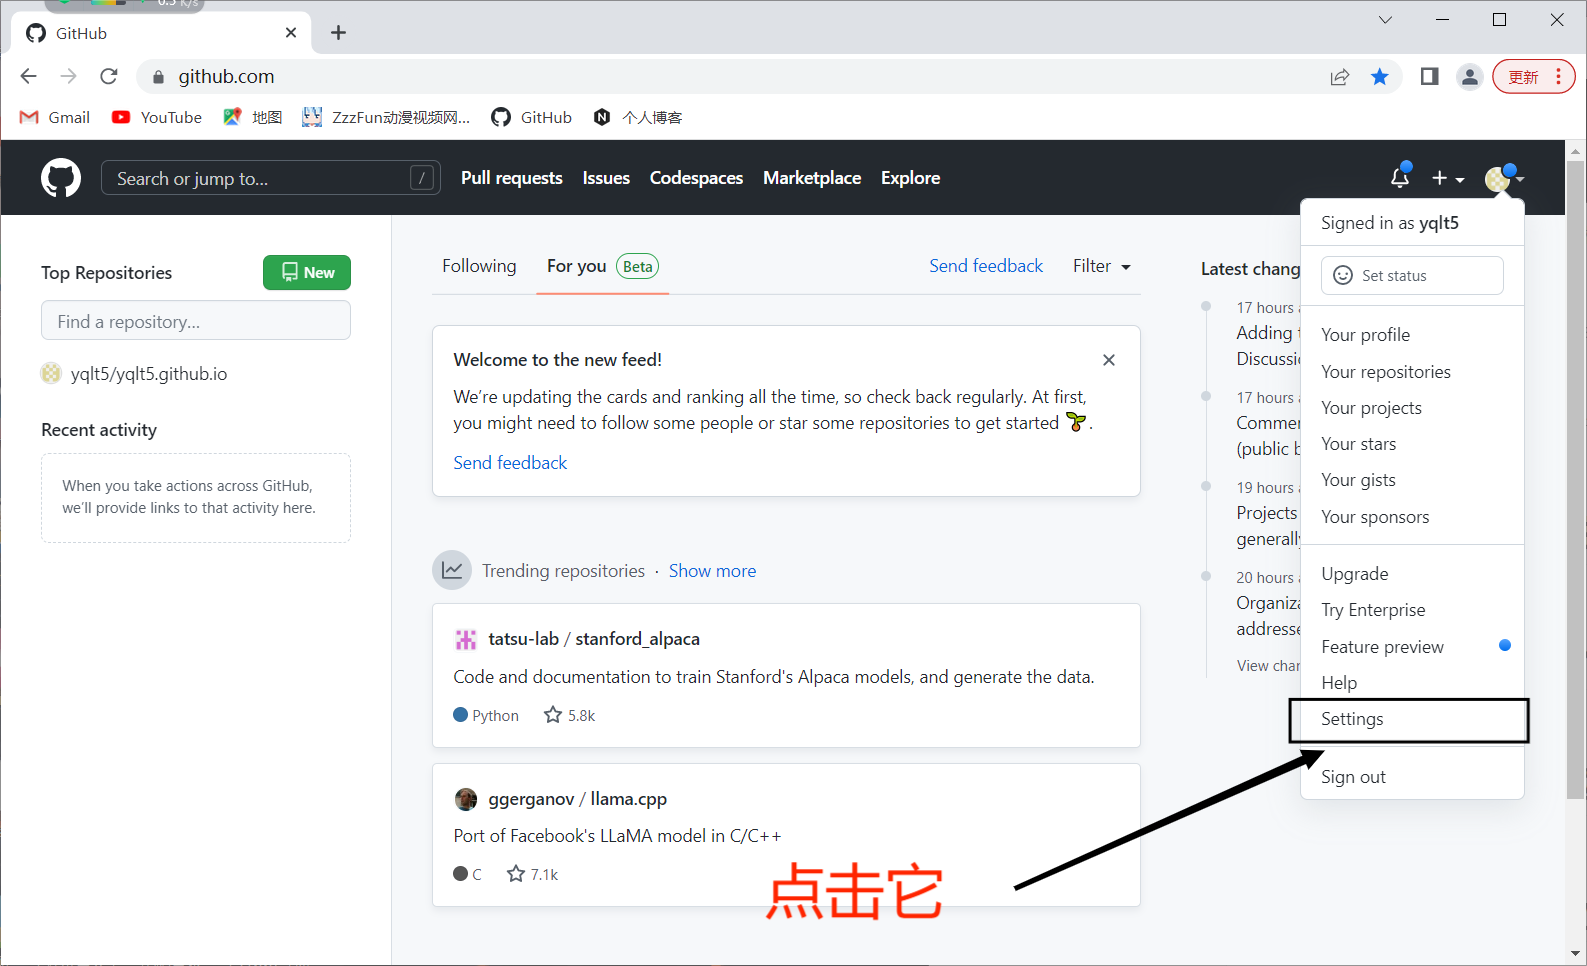 GitHub
github.com
更新
Gmail
YouTube
地图
ZzzFun动漫视频网...
GitHub
个人博客
Search or jump to...
/
Pull requests
Issues
Codespaces
Marketplace
Explore
Signed in as yqlt5
Set status
Your profile
Your repositories
Your projects
Your stars
Your gists
Your sponsors
Upgrade
Try Enterprise
Feature preview
Help
Settings
Sign out
Top Repositories
New
Find a repository...
yqlt5/yqlt5.github.io
Recent activity
When you take actions across GitHub,
we’ll provide links to that activity here.
Following
For you
Beta
Send feedback
Filter
Welcome to the new feed!
We’re updating the cards and ranking all the time, so check back regularly. At first,
you might need to follow some people or star some repositories to get started 🌱.
Send feedback
Trending repositories · Show more
tatsu-lab / stanford_alpaca
Code and documentation to train Stanford's Alpaca models, and generate the data.
Python
5.8k
ggerganov / llama.cpp
Port of Facebook's LLaMA model in C/C++
C
7.1k
点击它
Latest chang
17 hours
Adding
Discussi
17 hours
Commer
(public
19 hours
Projects
generally
20 hours
Organiz
addresse
View chan